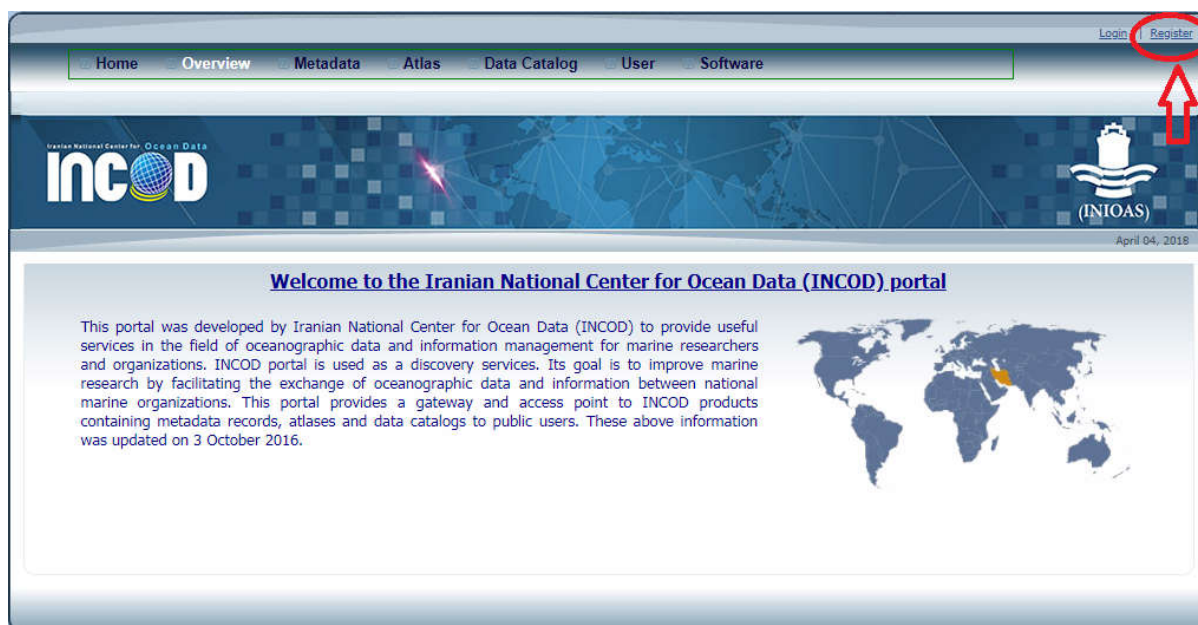 Login | Register
Home Overview Metadata Atlas Data Catalog User Software
Iranian National Center for Ocean Data
INCOD
(INIOAS)
April 04, 2018
Welcome to the Iranian National Center for Ocean Data (INCOD) portal
This portal was developed by Iranian National Center for Ocean Data (INCOD) to provide useful
services in the field of oceanographic data and information management for marine researchers
and organizations. INCOD portal is used as a discovery services. Its goal is to improve marine
research by facilitating the exchange of oceanographic data and information between national
marine organizations. This portal provides a gateway and access point to INCOD products
containing metadata records, atlases and data catalogs to public users. These above information
was updated on 3 October 2016.